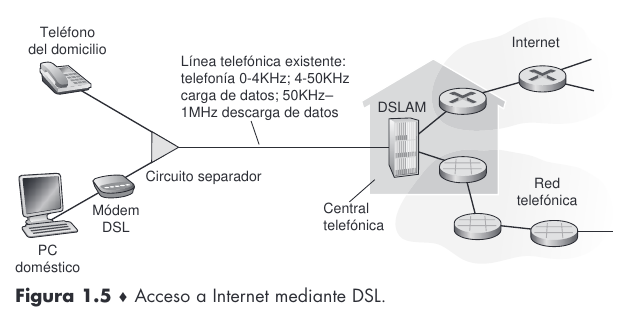 Teléfono
del domicilio
Línea telefónica existente:
telefonía 0-4KHz; 4-50KHz
carga de datos; 50KHz–
1MHz descarga de datos
Internet
DSLAM
Circuito separador
Módem
DSL
PC
doméstico
Central
telefónica
Red
telefónica
Figura 1.5 ♦ Acceso a Internet mediante DSL.